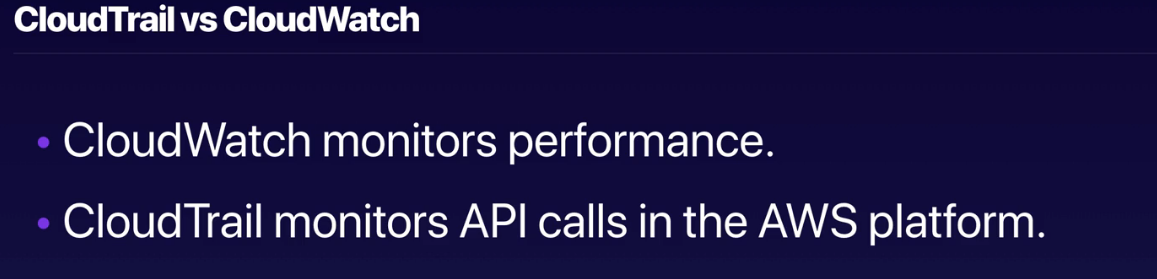 CloudTrail vs CloudWatch
• CloudWatch monitors performance.
• CloudTrail monitors API calls in the AWS platform.